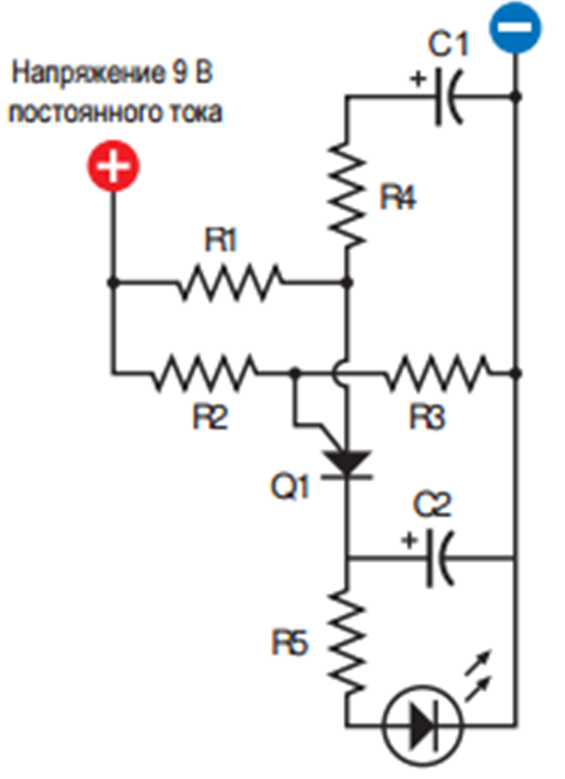 C1
Напряжение 9 В
постоянного тока
+
R4
R1
R2
R3
Q1
C2
+
R5